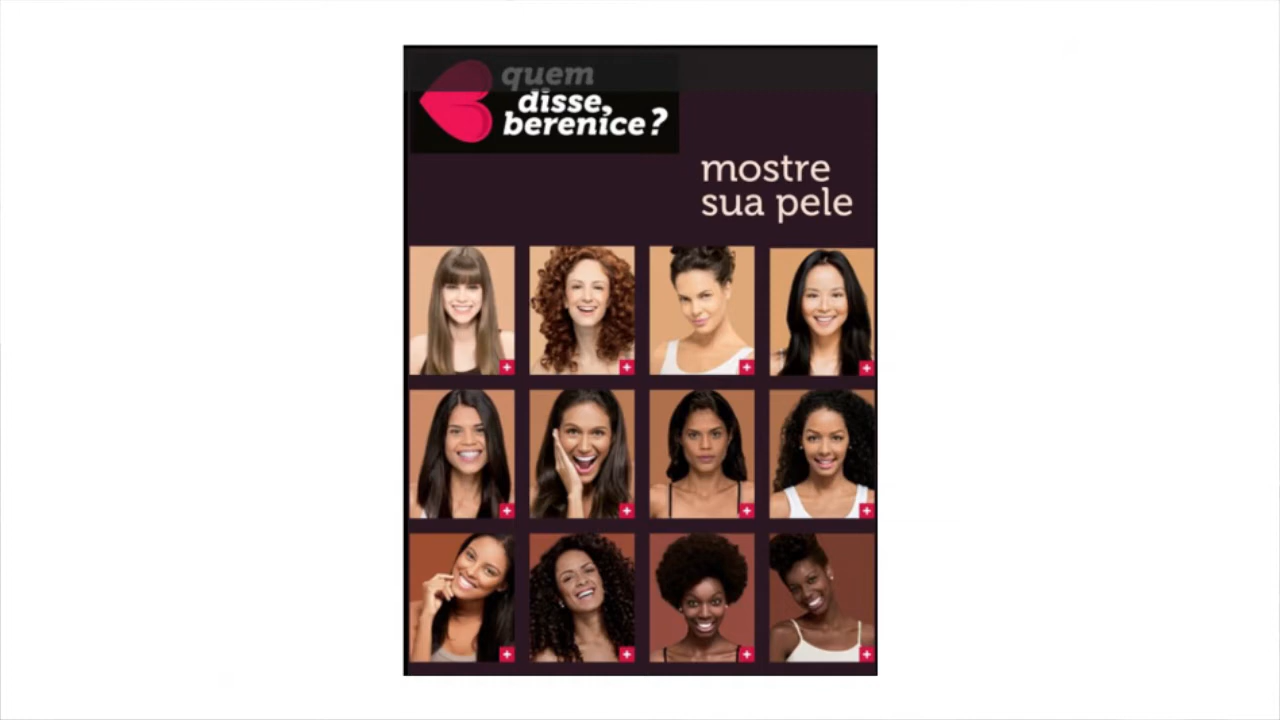 quem
disse,
berenice?
mostre
sua pele